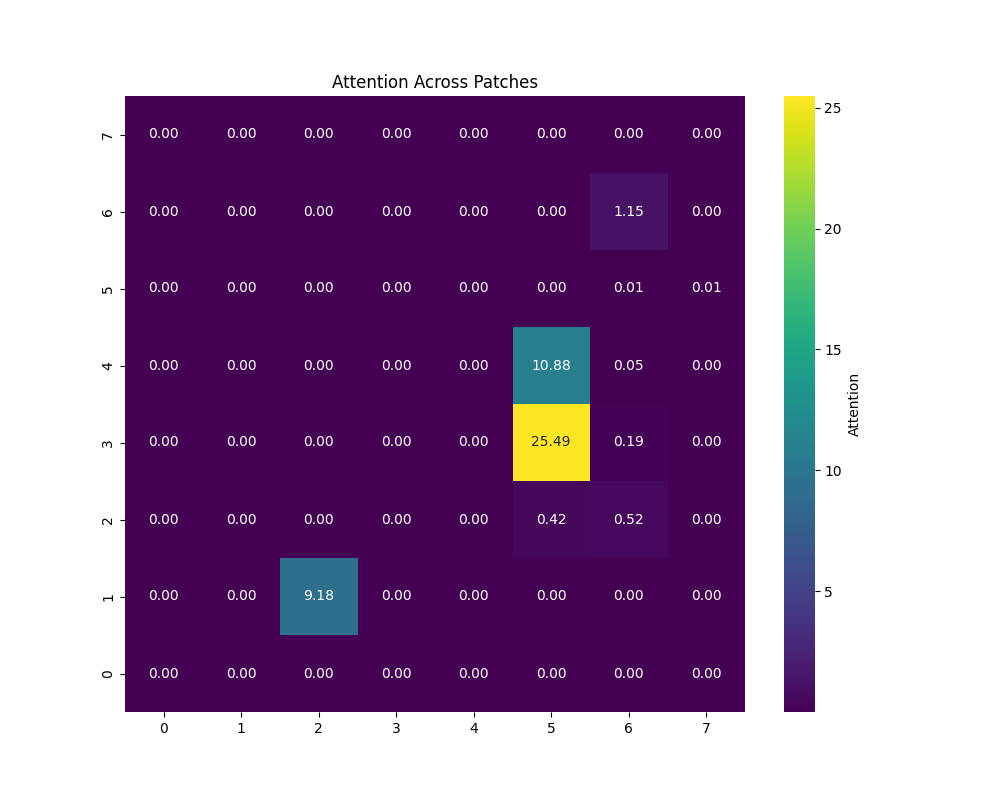 Attention Across Patches
7 0.00 0.00 0.00 0.00 0.00 0.00 0.00 0.00
6 0.00 0.00 0.00 0.00 0.00 0.00 1.15 0.00
5 0.00 0.00 0.00 0.00 0.00 0.00 0.01 0.01
4 0.00 0.00 0.00 0.00 0.00 10.88 0.05 0.00
3 0.00 0.00 0.00 0.00 0.00 25.49 0.19 0.00
2 0.00 0.00 0.00 0.00 0.00 0.42 0.52 0.00
1 0.00 0.00 9.18 0.00 0.00 0.00 0.00 0.00
0 0.00 0.00 0.00 0.00 0.00 0.00 0.00 0.00
0 1 2 3 4 5 6 7
25
20
15
10
5
Attention